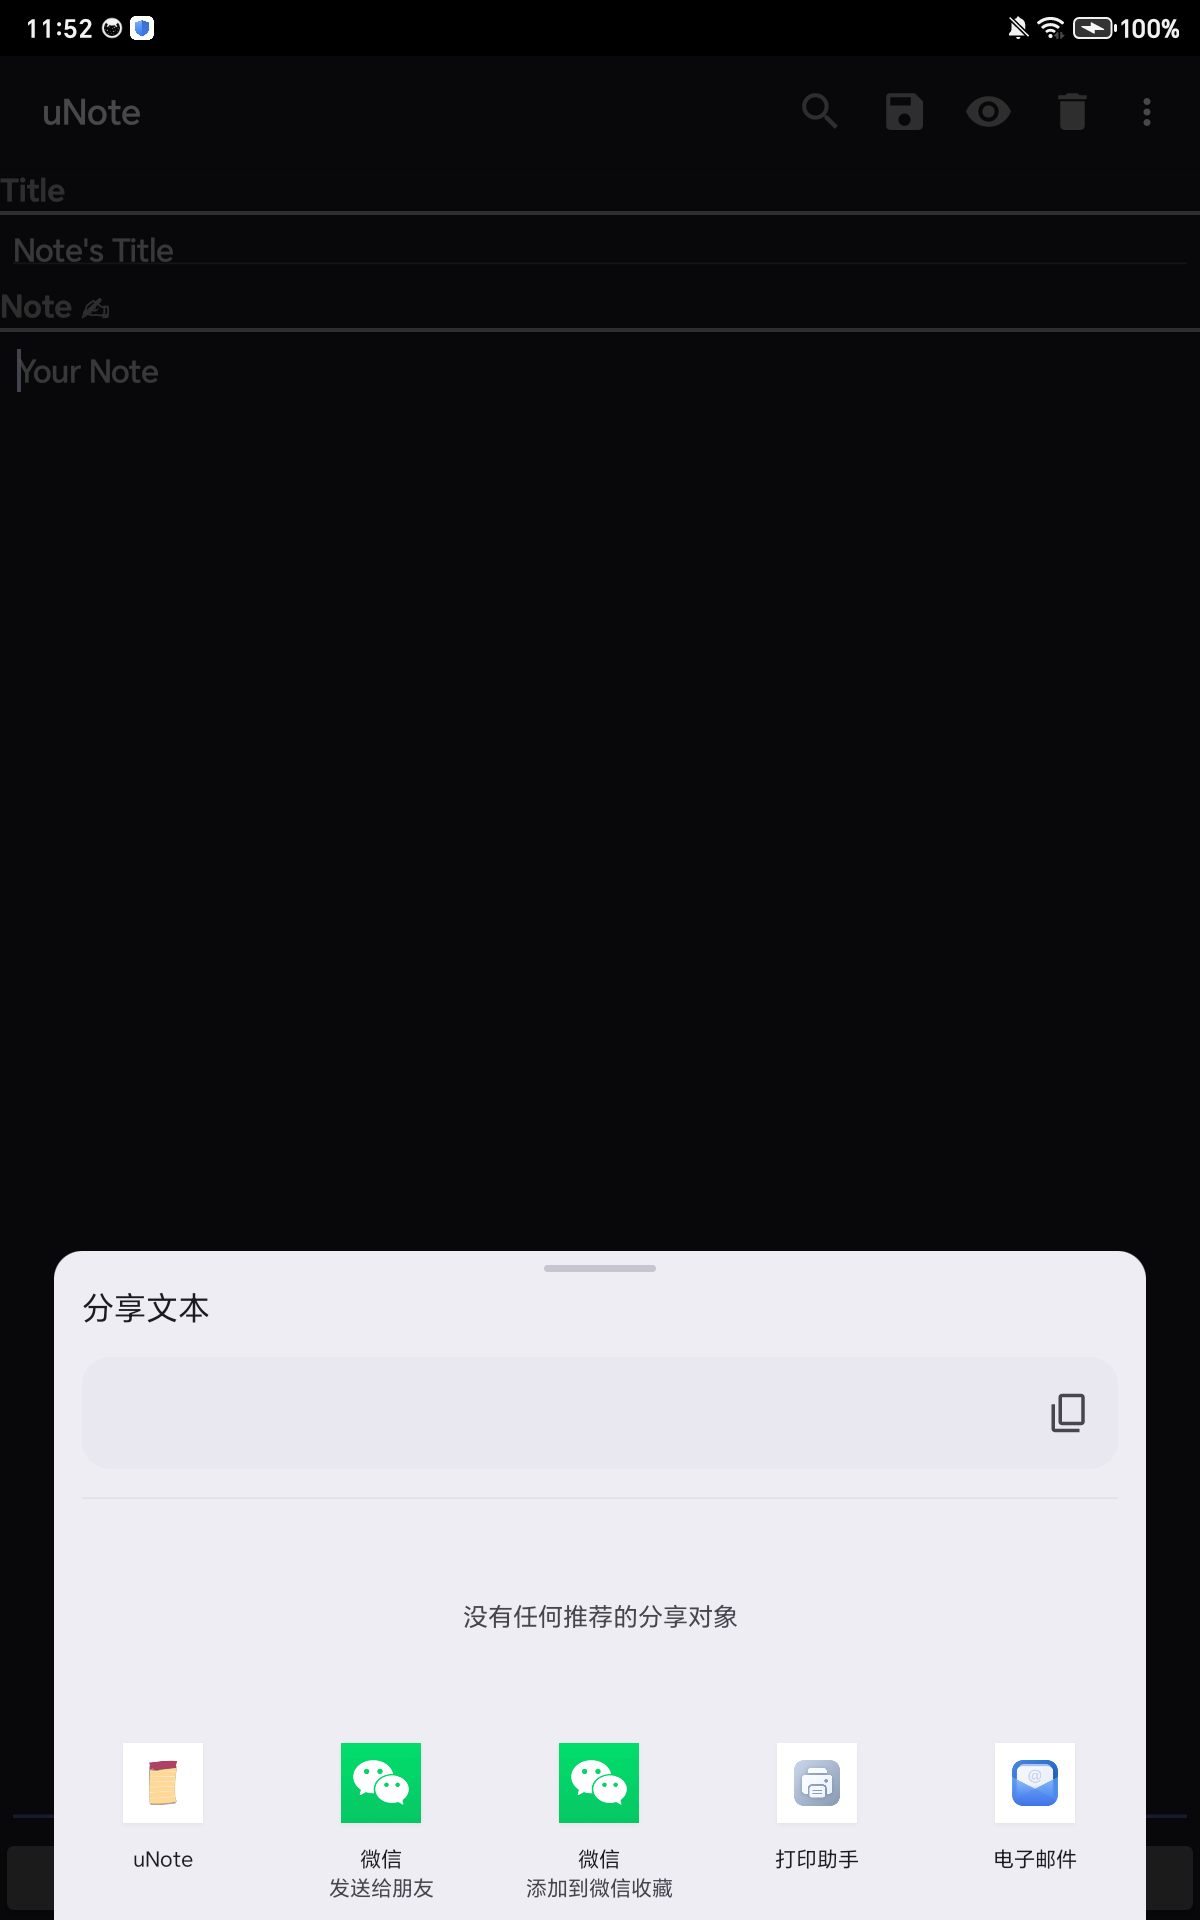 11:52
100%
uNote
Title
Note's Title
Note ✍
Your Note
分享文本
没有任何推荐的分享对象
uNote
微信
发送给朋友
微信
添加到微信收藏
打印助手
电子邮件